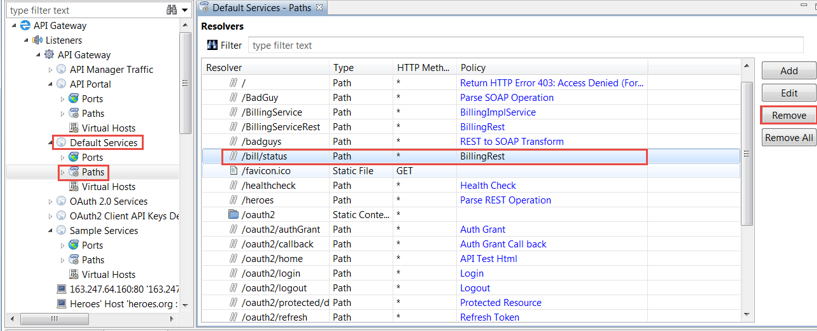 type filter text
API Gateway
Listeners
API Gateway
API Manager Traffic
API Portal
Ports
Paths
Virtual Hosts
Default Services
Ports
Paths
Virtual Hosts
OAuth 2.0 Services
OAuth2 Client API Keys De
Sample Services
Ports
Paths
Virtual Hosts
163.247.64.160:80 '163.247
Heroes' Host 'heroes.org :
Default Services - Paths
Resolvers
Filter type filter text
Resolver Type HTTP Meth... Policy
/ Path * Return HTTP Error 403: Access Denied (For...
/BadGuy Path * Parse SOAP Operation
/BillingService Path * BillingImplService
/BillingServiceRest Path * BillingRest
/badguys Path * REST to SOAP Transform
/bill/status Path * BillingRest
/favicon.ico Static File GET
/healthcheck Path * Health Check
/heroes Path * Parse REST Operation
/oauth2 Static Conte... *
/oauth2/authGrant Path * Auth Grant
/oauth2/callback Path * Auth Grant Call back
/oauth2/home Path * API Test Html
/oauth2/login Path * Login
/oauth2/logout Path * Logout
/oauth2/protected/d Path * Protected Resource
/oauth2/refresh Path * Refresh Token
Add
Edit
Remove
Remove All